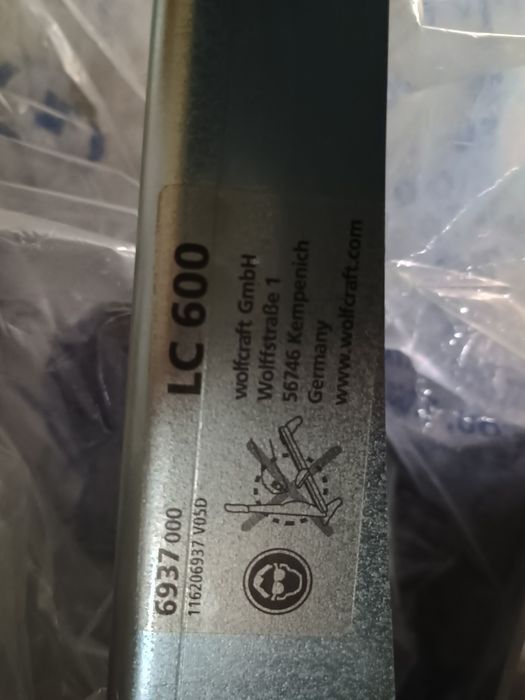 LC 600
wolfcraft GmbH
Wolffstraße 1
56746 Kempenich
Germany
www.wolfcraft.com
6937 000
116206937 V05D